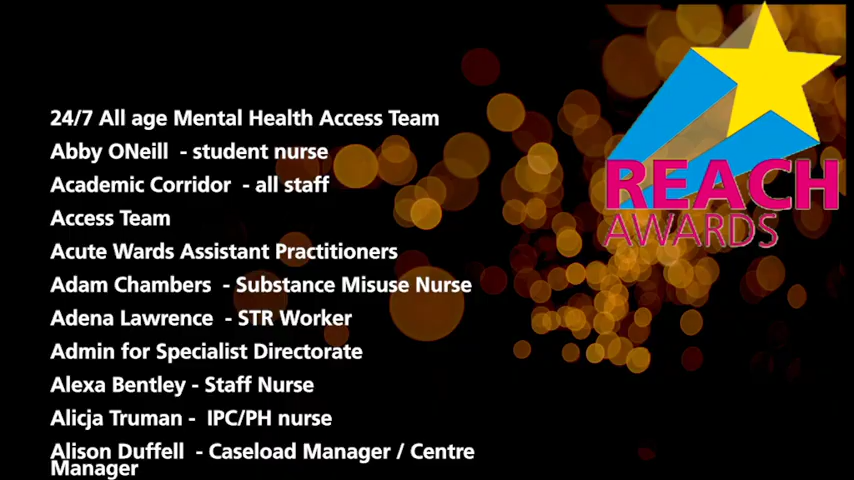 24/7 All age Mental Health Access Team
Abby ONeill - student nurse
Academic Corridor - all staff
Access Team
Acute Wards Assistant Practitioners
Adam Chambers - Substance Misuse Nurse
Adena Lawrence - STR Worker
Admin for Specialist Directorate
Alexa Bentley - Staff Nurse
Alicja Truman - IPC/PH nurse
Alison Duffell - Caseload Manager / Centre
Manager
REACH
AWARDS